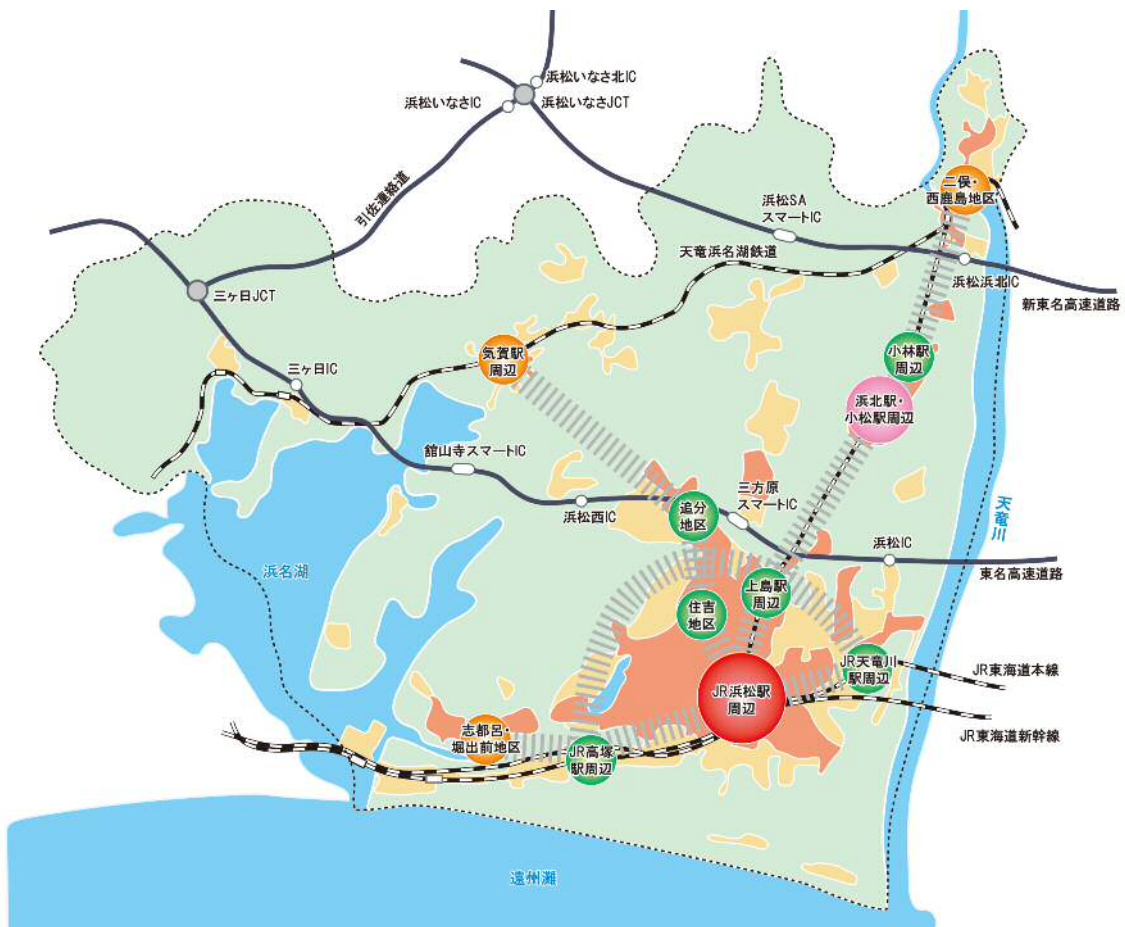 浜松いなさ北IC
浜松いなさIC
浜松いなさJCT
引佐連絡道
浜松SA
スマートIC
二俣・
西鹿島地区
天竜浜名湖鉄道
浜松浜北IC
新東名高速道路
三ヶ日JCT
気賀駅
周辺
小林駅
周辺
三ヶ日IC
浜北駅・
小松駅周辺
舘山寺スマートIC
浜松西IC
追分
地区
三方原
スマートIC
天竜川
浜松IC
東名高速道路
浜名湖
上島駅
周辺
住吉
地区
JR天竜川
駅周辺
JR東海道本線
JR浜松駅
周辺
JR東海道新幹線
志都呂・
堀出前地区
JR高塚
駅周辺
遠州灘